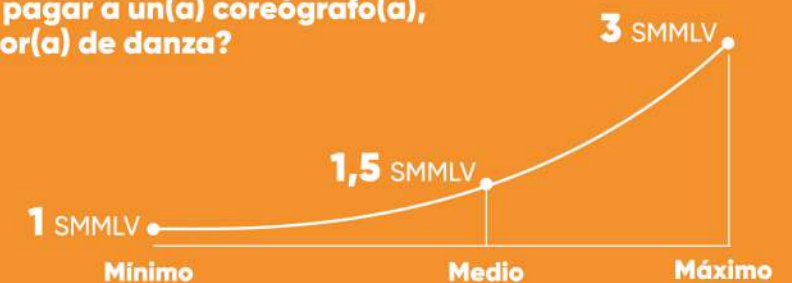 pagar a un(a) coreógrafo(a),
or(a) de danza?
3 SMMLV
1,5 SMMLV
1 SMMLV
Mínimo
Medio
Máximo